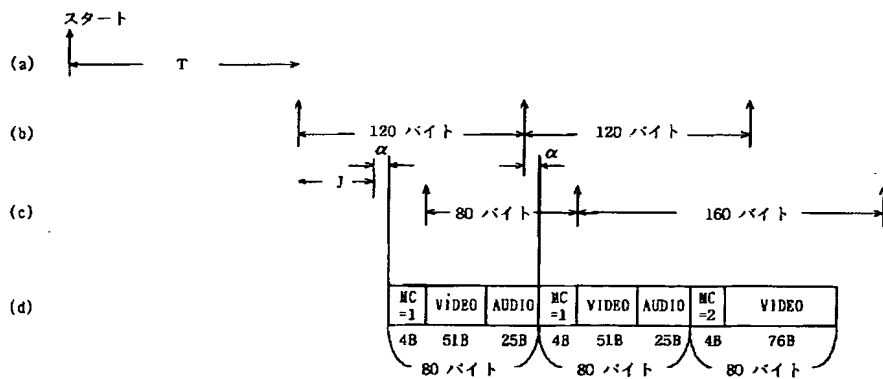 スタート
(a) T
(b) 120 バイト 120 バイト
α α
J
(c) 80 バイト 160 バイト
(d) MC=1 ViDEO AUDIO MC=1 VIDEO AUDIO MC=2 VIDEO
4B 51B 25B 4B 51B 25B 4B 76B
80 バイト 80 バイト 80 バイト